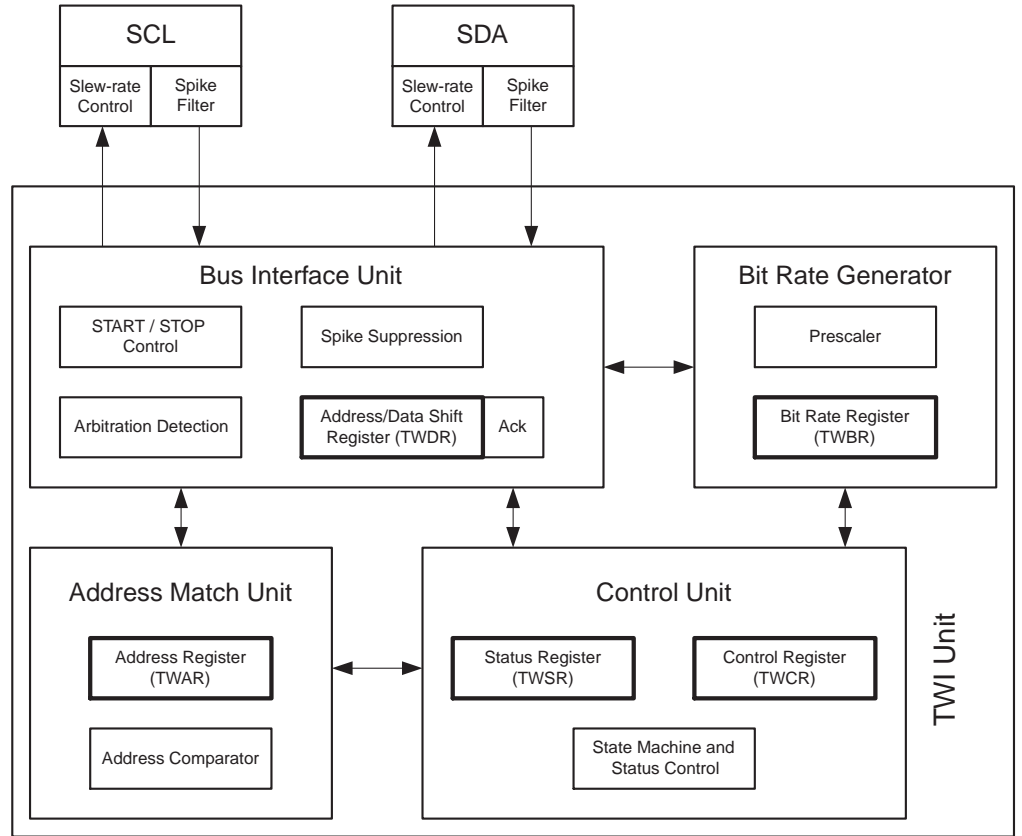 SCL
Slew-rate
Control
Spike
Filter
SDA
Slew-rate
Control
Spike
Filter
Bus Interface Unit
START / STOP
Control
Spike Suppression
Arbitration Detection
Address/Data Shift
Register (TWDR)
Ack
Bit Rate Generator
Prescaler
Bit Rate Register
(TWBR)
Address Match Unit
Address Register
(TWAR)
Address Comparator
Control Unit
Status Register
(TWSR)
Control Register
(TWCR)
State Machine and
Status Control
TWI Unit